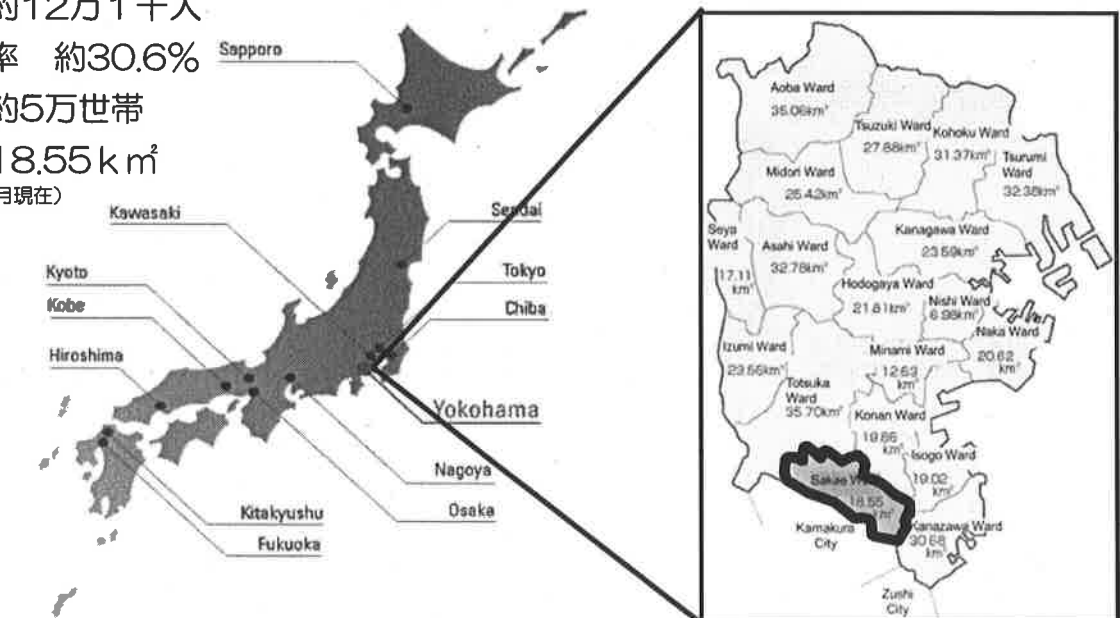 約12万1千人
率 約30.6%
約5万世帯
18.55km²
月現在)
Sapporo
Kawasaki
Sendai
Kyoto
Tokyo
Kobe
Chiba
Hiroshima
Yokohama
Nagoya
Kitakyushu
Osaka
Fukuoka
Aoba Ward
35.06km²
Tsuzuki Ward
27.88km²
Kohoku Ward
31.37km²
Tsurumi
Ward
32.38km²
Midori Ward
25.42km²
Seya
Ward
17.11
km²
Asahi Ward
32.78km²
Kanagawa Ward
23.59km²
Hodogaya Ward
21.81km²
Nishi Ward
6.98km²
Naka Ward
20.62
km²
Izumi Ward
23.56km²
Minami Ward
12.63
km²
Totsuka
Ward
35.70km²
Konan Ward
19.86
km²
Isogo Ward
19.02
km²
Sakae W
18.55
km²
Kamakura
City
Kanazawa Ward
30.68
km²
Zushi
City